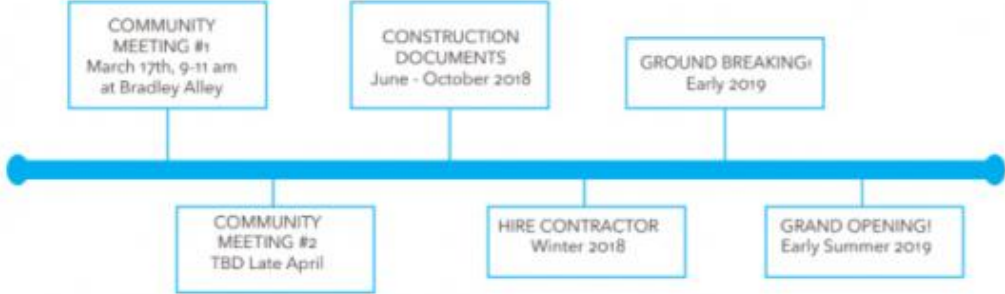 COMMUNITY
MEETING #1
March 17th, 9-11 am
at Bradley Alley
CONSTRUCTION
DOCUMENTS
June - October 2018
GROUND BREAKING!
Early 2019
COMMUNITY
MEETING #2
TBD Late April
HIRE CONTRACTOR
Winter 2018
GRAND OPENING!
Early Summer 2019